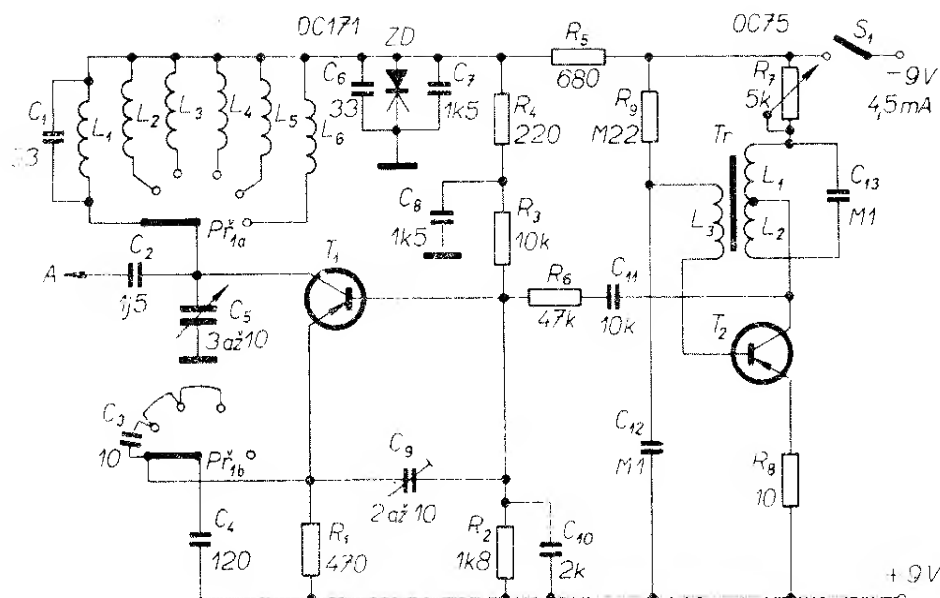 OC171
ZD
OC75
S1
-9V
4,5mA
C1
33
L1
L2
L3
L4
L5
L6
C6
33
C7
1k5
R5
680
R4
220
R9
M22
R7
5k
Tr
L1
L2
L3
C13
M1
C8
1k5
R3
10k
Př1a
C2
1j5
A
C5
3až10
T1
R6
47k
C11
10k
T2
C3
10
Př1b
C9
2až10
C12
M1
R8
10
C4
120
R1
470
R2
1k8
C10
2k
+9V